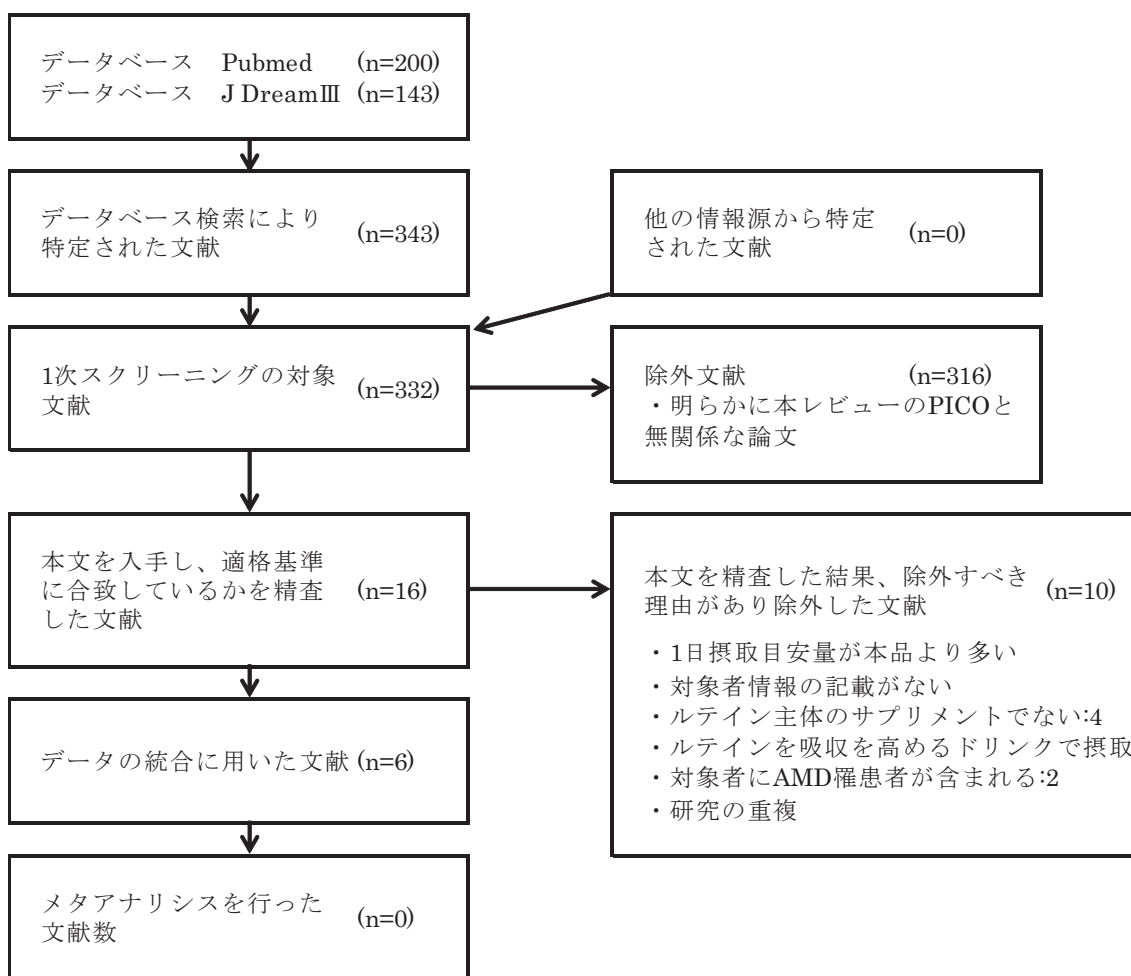 データベース Pubmed (n=200)
データベース J DreamⅢ (n=143)
データベース検索により
特定された文献 (n=343)
他の情報源から特定
された文献 (n=0)
1次スクリーニングの対象
文献 (n=332)
除外文献 (n=316)
・明らかに本レビューのPICOと
無関係な論文
本文を入手し、適格基準
に合致しているかを精査 (n=16)
した文献
本文を精査した結果、除外すべき
理由があり除外した文献 (n=10)
・1日摂取目安量が本品より多い
・対象者情報の記載がない
・ルテイン主体のサプリメントでない:4
・ルテインを吸収を高めるドリンクで摂取
・対象者にAMD罹患者が含まれる:2
・研究の重複
データの統合に用いた文献 (n=6)
メタアナリシスを行った
文献数 (n=0)